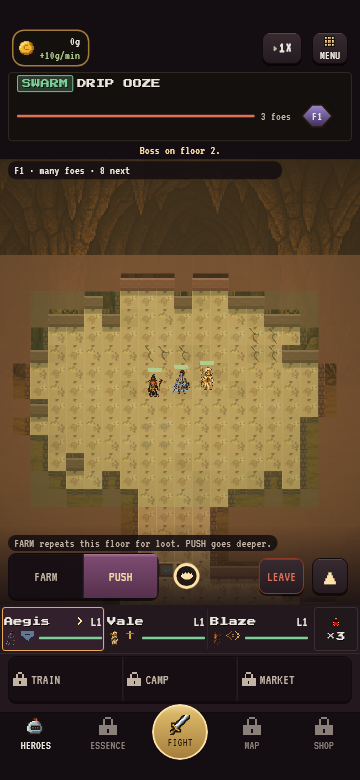 0g
+10g/min
1X
MENU
SWARM DRIP OOZE
3 foes
F1
Boss on floor 2.
F1 · many foes · 8 next
FARM repeats this floor for loot. PUSH goes deeper.
FARM
PUSH
LEAVE
Aegis L1
Vale L1
Blaze L1
×3
TRAIN
CAMP
MARKET
HEROES
ESSENCE
FIGHT
MAP
SHOP